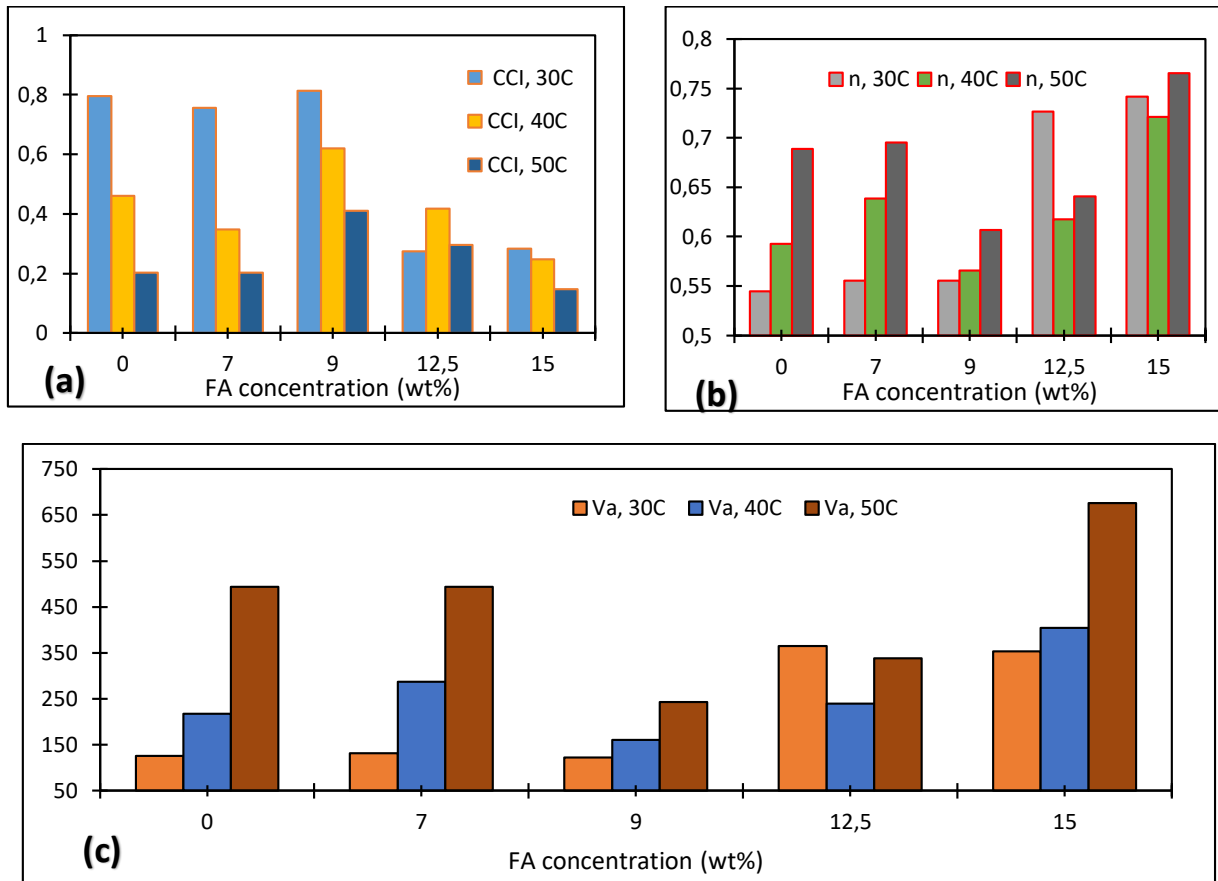 1
0,8
0,6
0,4
0,2
0
CCI, 30C
CCI, 40C
CCI, 50C
0 7 9 12,5 15
FA concentration (wt%)
(a)
0,8
0,75
0,7
0,65
0,6
0,55
0,5
n, 30C n, 40C n, 50C
0 7 9 12,5 15
FA concentration (wt%)
(b)
750
650
550
450
350
250
150
50
Va, 30C Va, 40C Va, 50C
0 7 9 12,5 15
FA concentration (wt%)
(c)